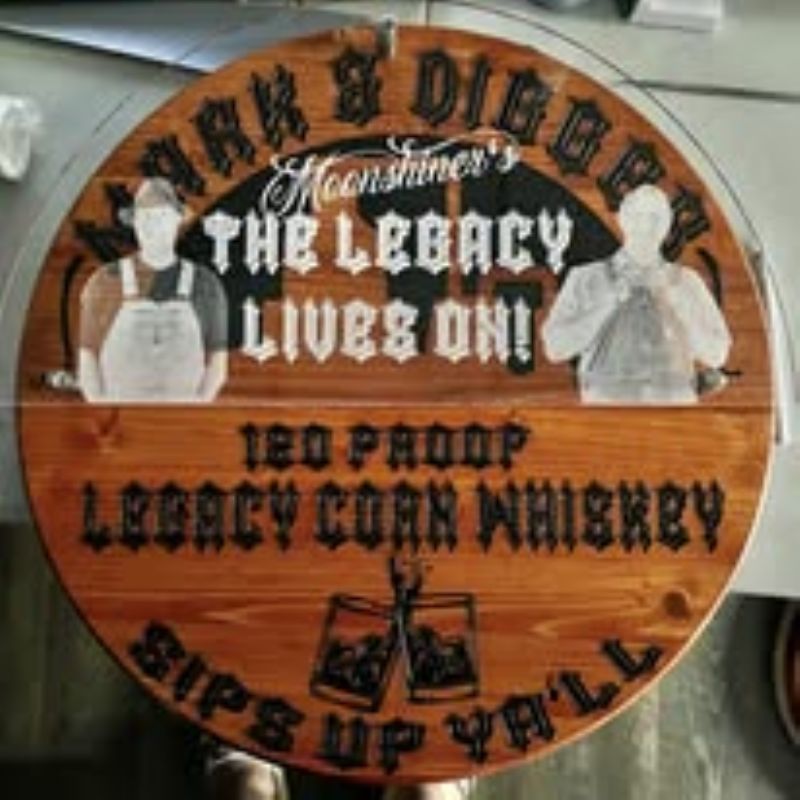 MARK & DIGGER
Moonshiner's
THE LEGACY
LIVES ON!
120 PROOF
LEGACY CORN WHISKEY
SIPS UP YA'LL